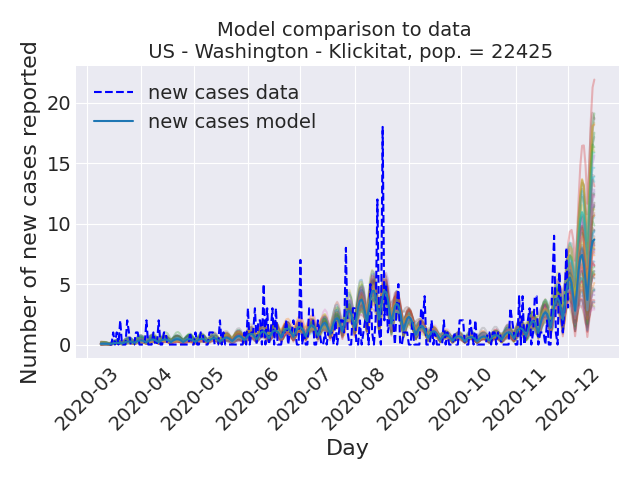 Model comparison to data
US - Washington - Klickitat, pop. = 22425
Number of new cases reported
20
15
10
5
0
new cases data
new cases model
2020-03
2020-04
2020-05
2020-06
2020-07
2020-08
2020-09
2020-10
2020-11
2020-12
Day